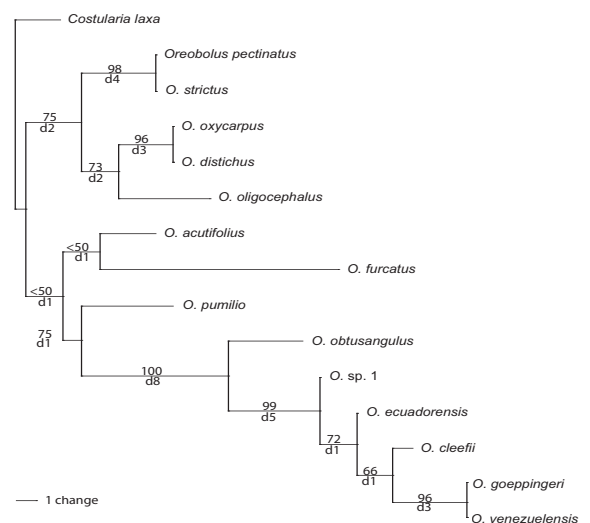 Costularia laxa
Oreobolus pectinatus
98
d4
O. strictus
75
d2
O. oxycarpus
96
d3
O. distichus
73
d2
O. oligocephalus
O. acutifolius
<50
d1
O. furcatus
<50
d1
O. pumilio
75
d1
O. obtusangulus
100
d8
O. sp. 1
99
d5
O. ecuadorensis
72
d1
O. cleefii
66
d1
O. goeppingeri
96
d3
1 change
O. venezuelensis